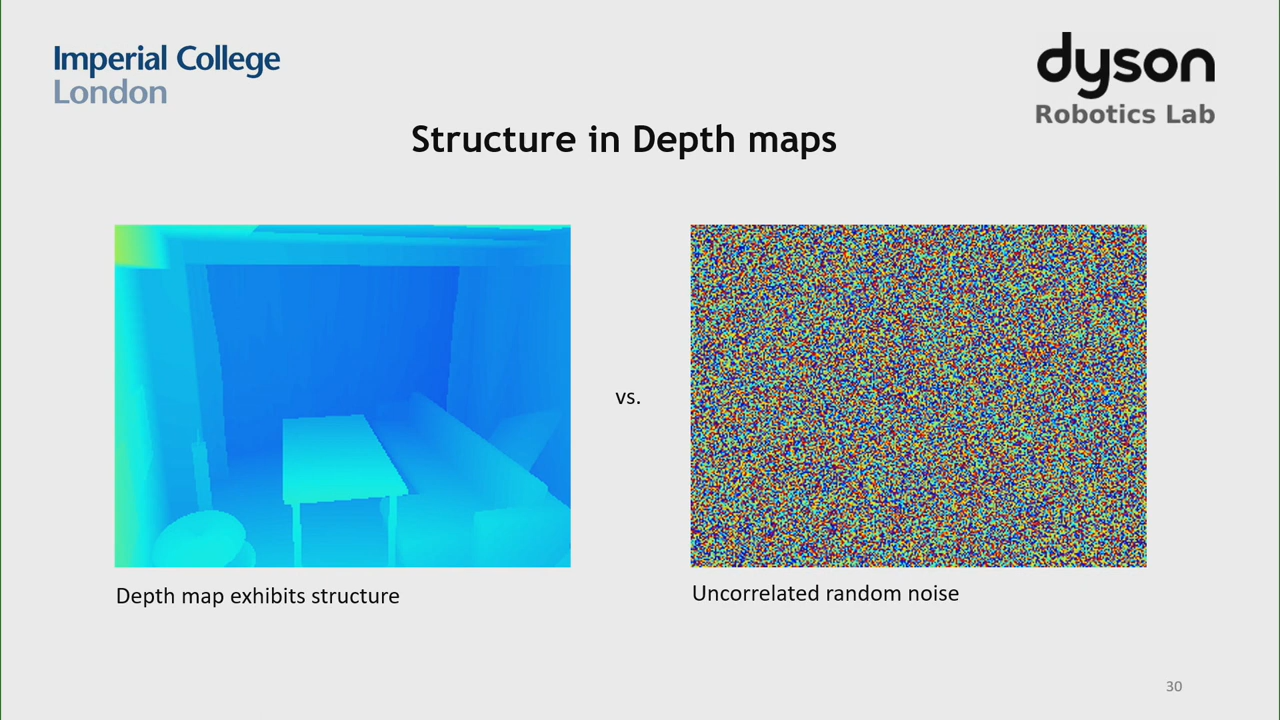 Imperial College
London
dyson
Robotics Lab
Structure in Depth maps
vs.
Depth map exhibits structure
Uncorrelated random noise
30